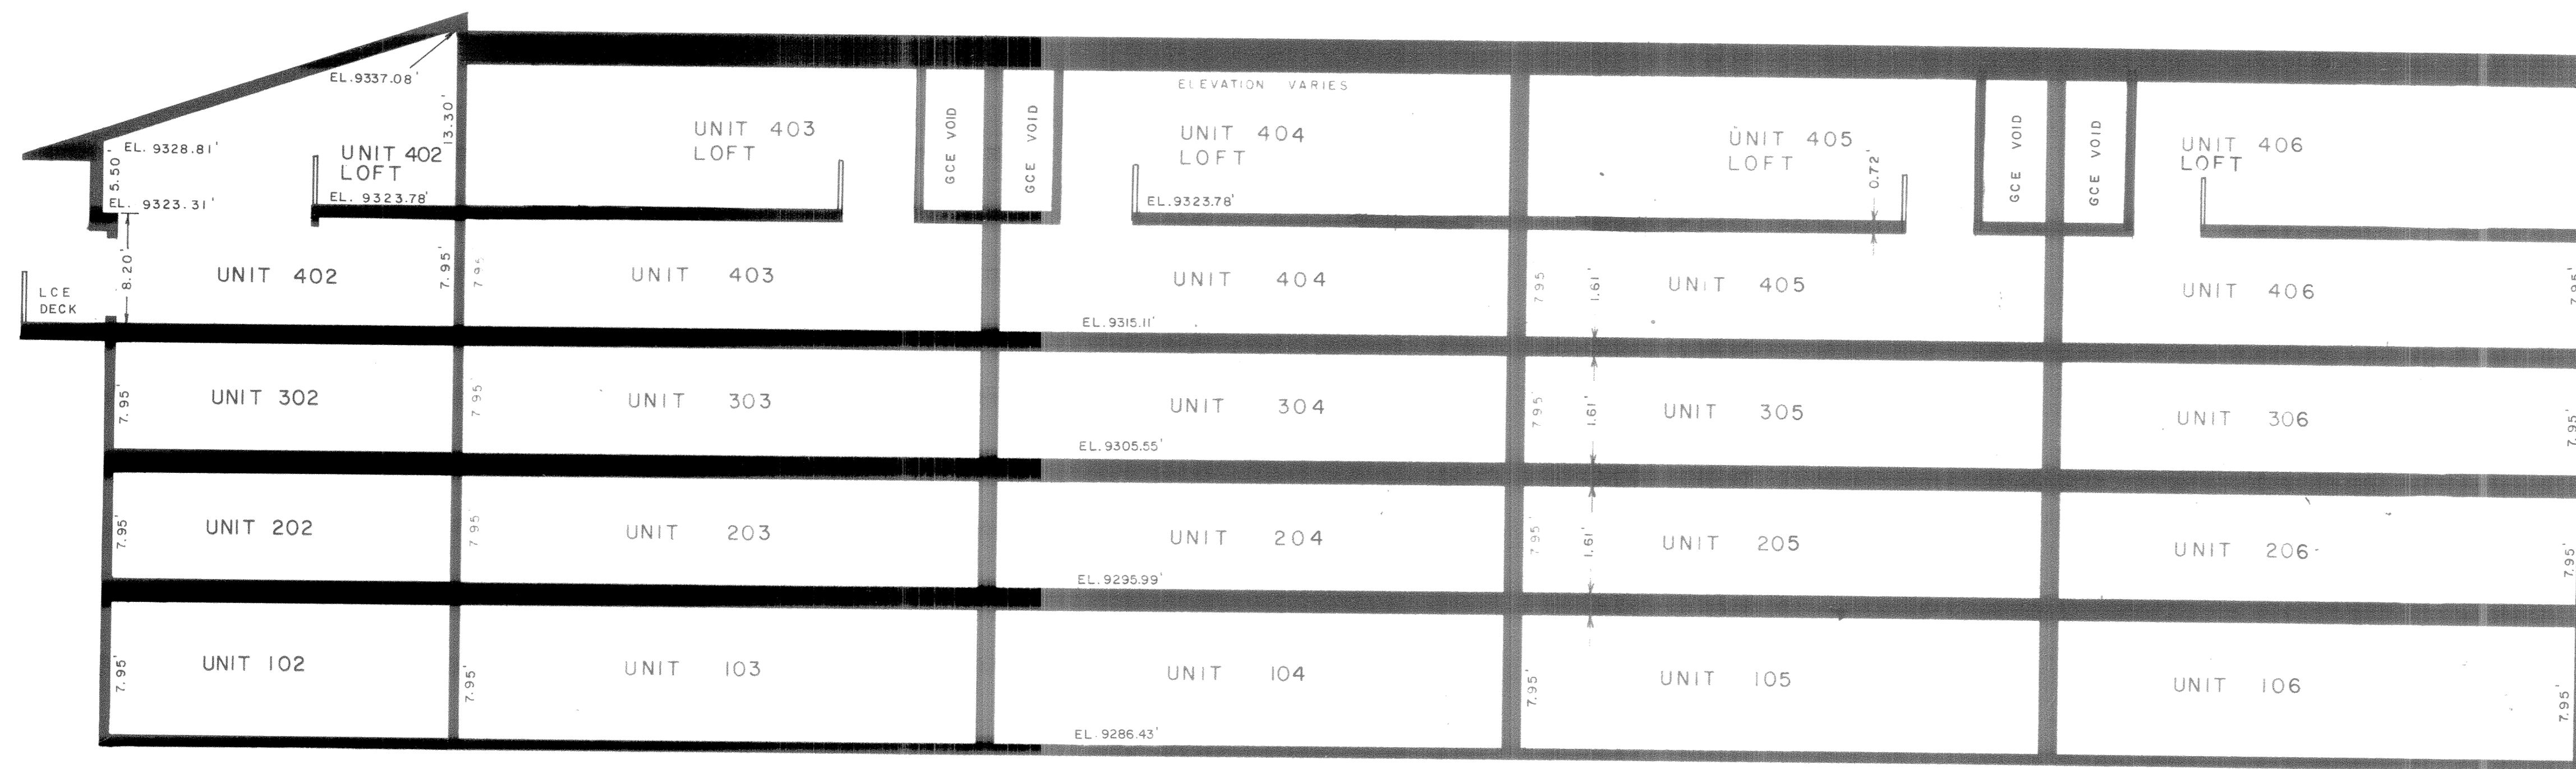 EL.9337.08'
ELEVATION VARIES
13.30'
EL. 9328.81'
5.50
UNIT 402
LOFT
UNIT 403
LOFT
GCE VOID
GCE VOID
UNIT 404
LOFT
UNIT 405
LOFT
0.72'
GCE VOID
GCE VOID
UNIT 406
LOFT
EL. 9323.31'
EL. 9323.78'
EL.9323.78'
LCE
DECK
8.20'
UNIT 402
7.95'
7.95
UNIT 403
UNIT 404
7.95
1.61'
UNIT 405
UNIT 406
7.95'
EL.9315.11'
7.95'
UNIT 302
7.95'
UNIT 303
UNIT 304
7.95'
1.61'
UNIT 305
UNIT 306
7.95'
EL.9305.55'
7.95'
UNIT 202
7.95'
UNIT 203
UNIT 204
7.95'
1.61'
UNIT 205
UNIT 206
7.95'
EL.9295.99'
7.95'
UNIT 102
7.95'
UNIT 103
UNIT 104
7.95'
UNIT 105
UNIT 106
7.95'
EL.9286.43'